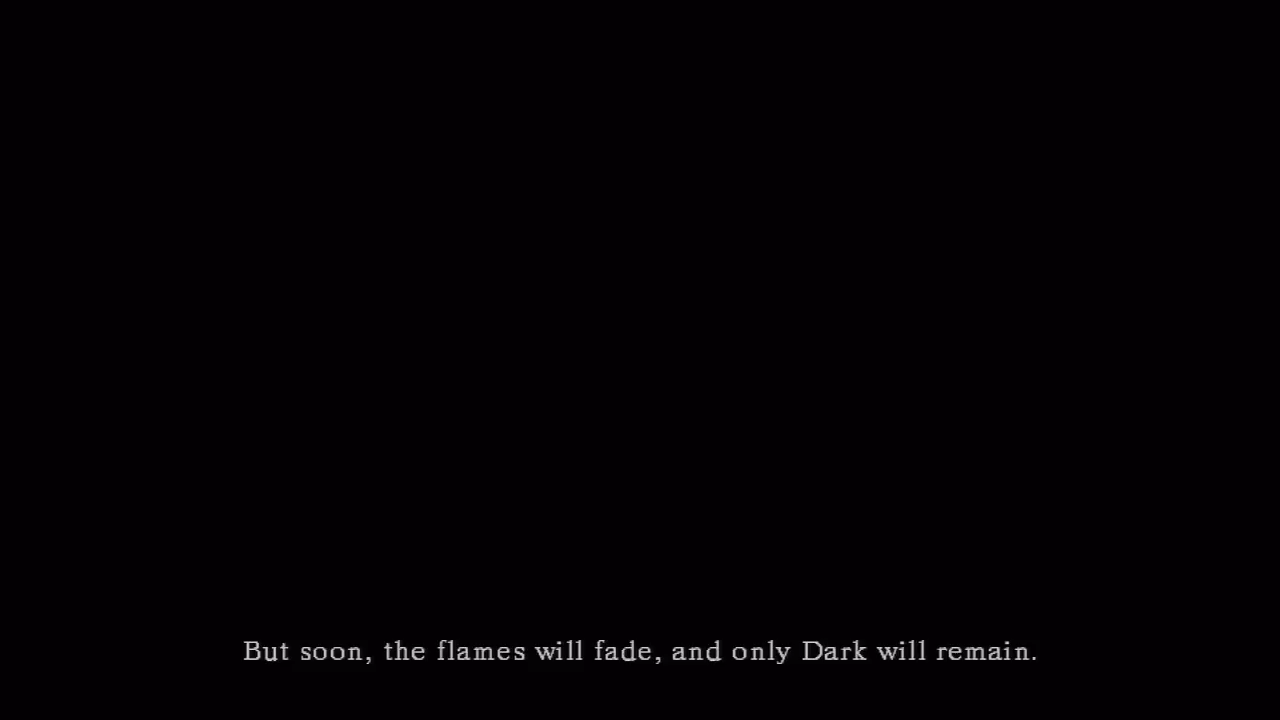 But soon, the flames will fade, and only Dark will remain.